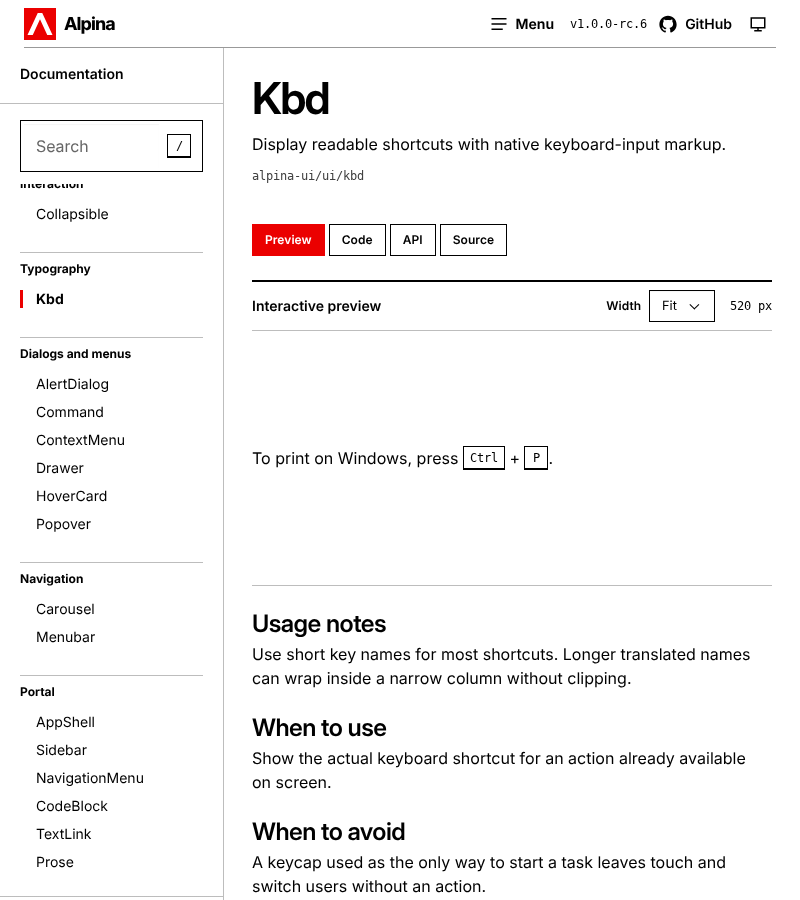 Alpina
Menu
v1.0.0-rc.6
GitHub
Documentation
Search
/
Interaction
Collapsible
Typography
Kbd
Dialogs and menus
AlertDialog
Command
ContextMenu
Drawer
HoverCard
Popover
Navigation
Carousel
Menubar
Portal
AppShell
Sidebar
NavigationMenu
CodeBlock
TextLink
Prose
Kbd
Display readable shortcuts with native keyboard-input markup.
alpina-ui/ui/kbd
Preview
Code
API
Source
Interactive preview
Width
Fit
520 px
To print on Windows, press Ctrl + P.
Usage notes
Use short key names for most shortcuts. Longer translated names
can wrap inside a narrow column without clipping.
When to use
Show the actual keyboard shortcut for an action already available
on screen.
When to avoid
A keycap used as the only way to start a task leaves touch and
switch users without an action.